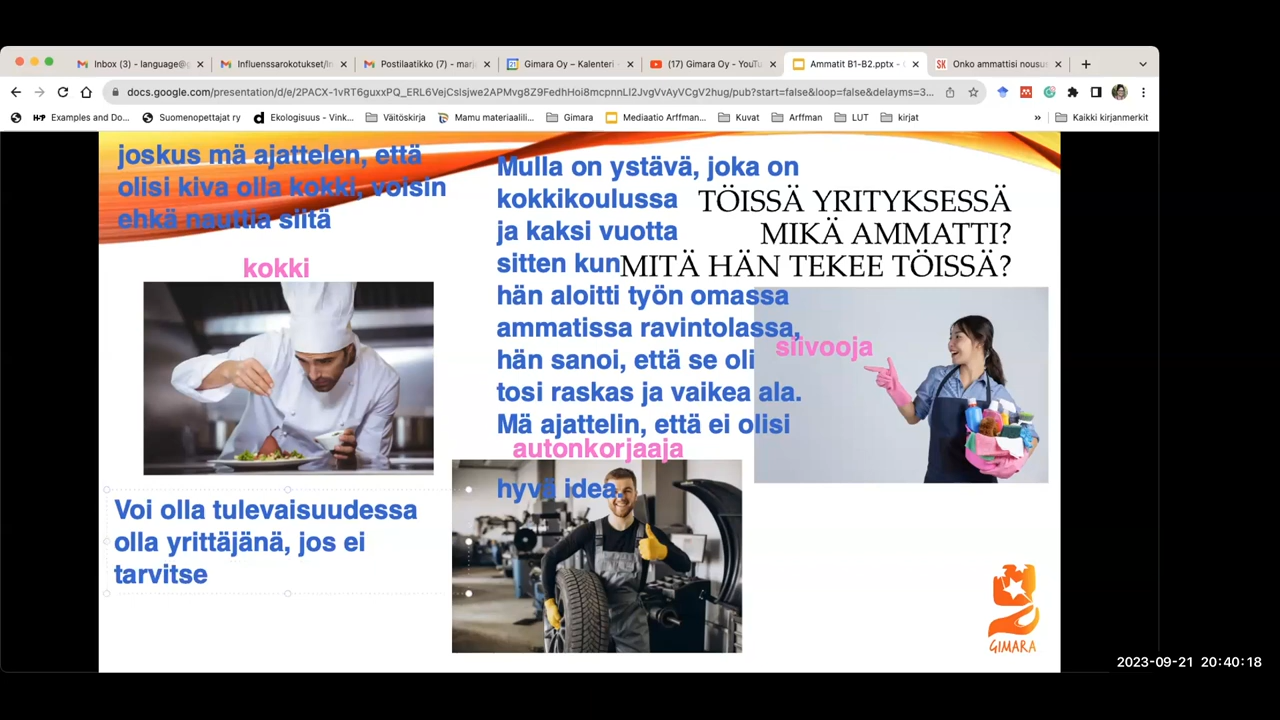 Inbox (3) - language@g
Influenssarokotukset/In
Postilaatikko (7) - marj
Gimara Oy – Kalenteri -
(17) Gimara Oy - YouTu
Ammatit B1-B2.pptx -
Onko ammattisi nousus
docs.google.com/presentation/d/e/2PACX-1vRT6guxxPQ_ERL6VejCslsjwe2APMvg8Z9FedhHoi8mcpnnLI2JvgVvAyVCgV2hug/pub?start=false&loop=false&delayms=3...
Examples and Do...
Suomenopettajat ry
Ekologisuus - Vink...
Väitöskirja
Mamu materiaalili...
Gimara
Mediaatio Arffman...
Kuvat
Arffman
LUT
kirjat
»
Kaikki kirjanmerkit
joskus mä ajattelen, että
olisi kiva olla kokki, voisin
ehkä nauttia siitä
kokki
Mulla on ystävä, joka on
kokkikoulussa
ja kaksi vuotta
sitten kun
hän aloitti työn omassa
ammatissa ravintolassa,
hän sanoi, että se oli
tosi raskas ja vaikea ala.
Mä ajattelin, että ei olisi
hyvä idea.
TÖISSÄ YRITYKSESSÄ
MIKÄ AMMATTI?
MITÄ HÄN TEKEE TÖISSÄ?
siivooja
autonkorjaaja
Voi olla tulevaisuudessa
olla yrittäjänä, jos ei
tarvitse
GIMARA
2023-09-21 20:40:18